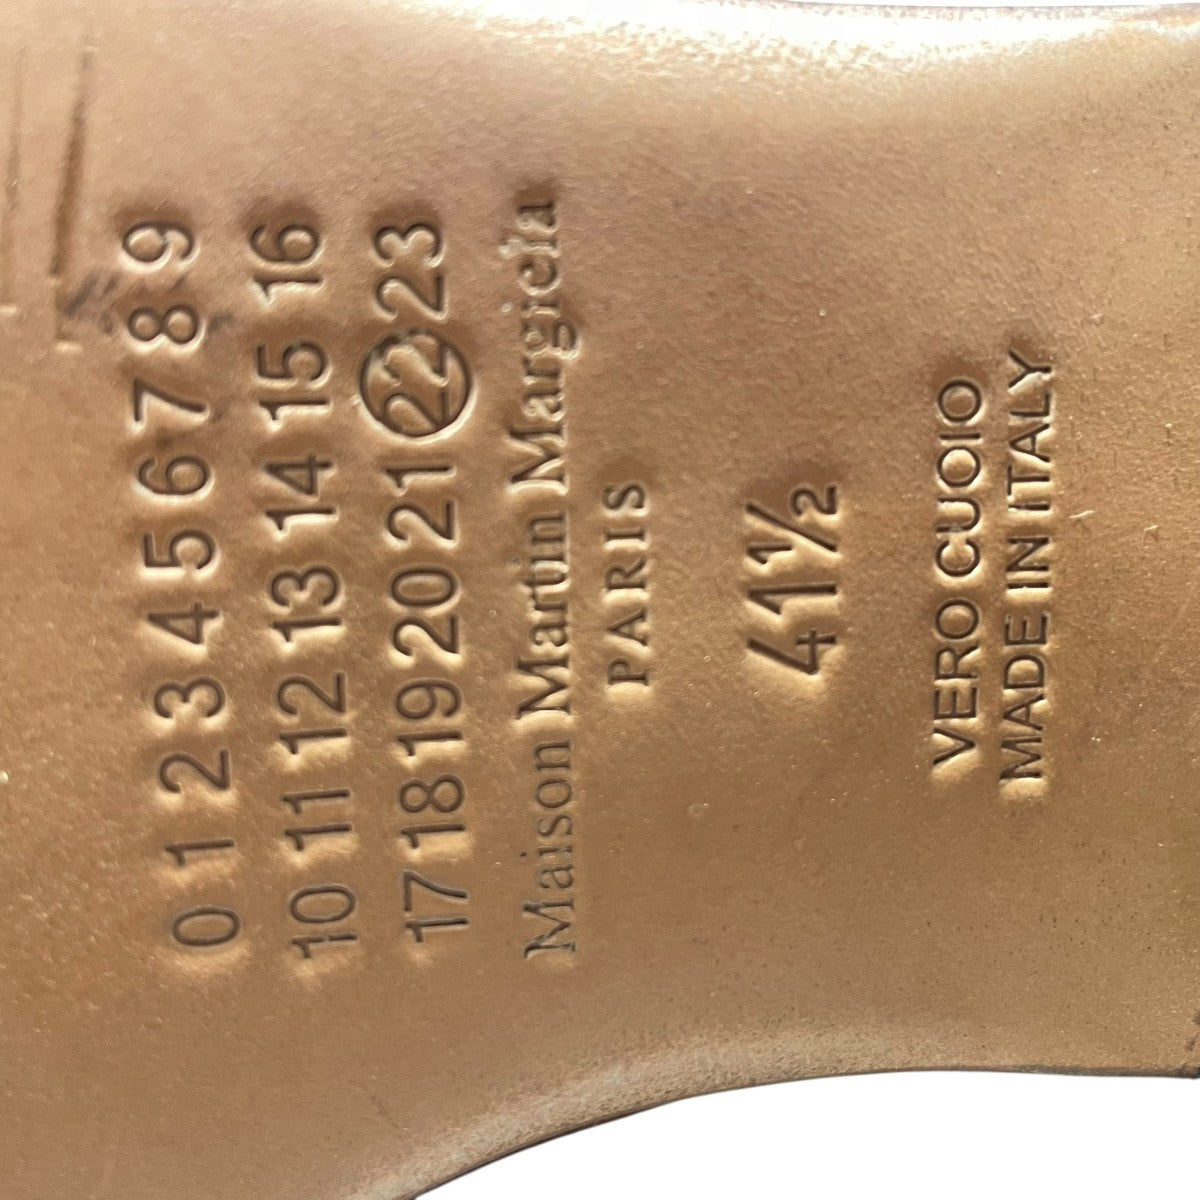 0 1 2 3 4 5 6 7 8 9
10 11 12 13 14 15 16
17 18 19 20 21 22 23
Maison Martin Margiela
PARIS
41½
VERO CUOIO
MADE IN ITALY